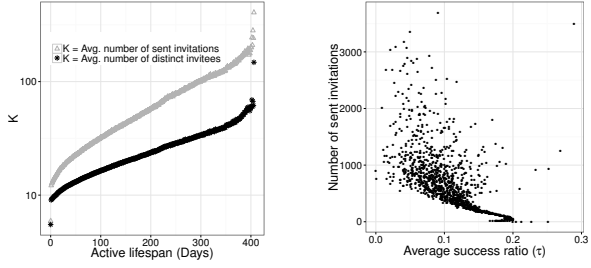 K
100
10
K = Avg. number of sent invitations
K = Avg. number of distinct invitees
0 100 200 300 400
Active lifespan (Days)
Number of sent invitations
3000
2000
1000
0
0.0 0.1 0.2 0.3
Average success ratio (τ)